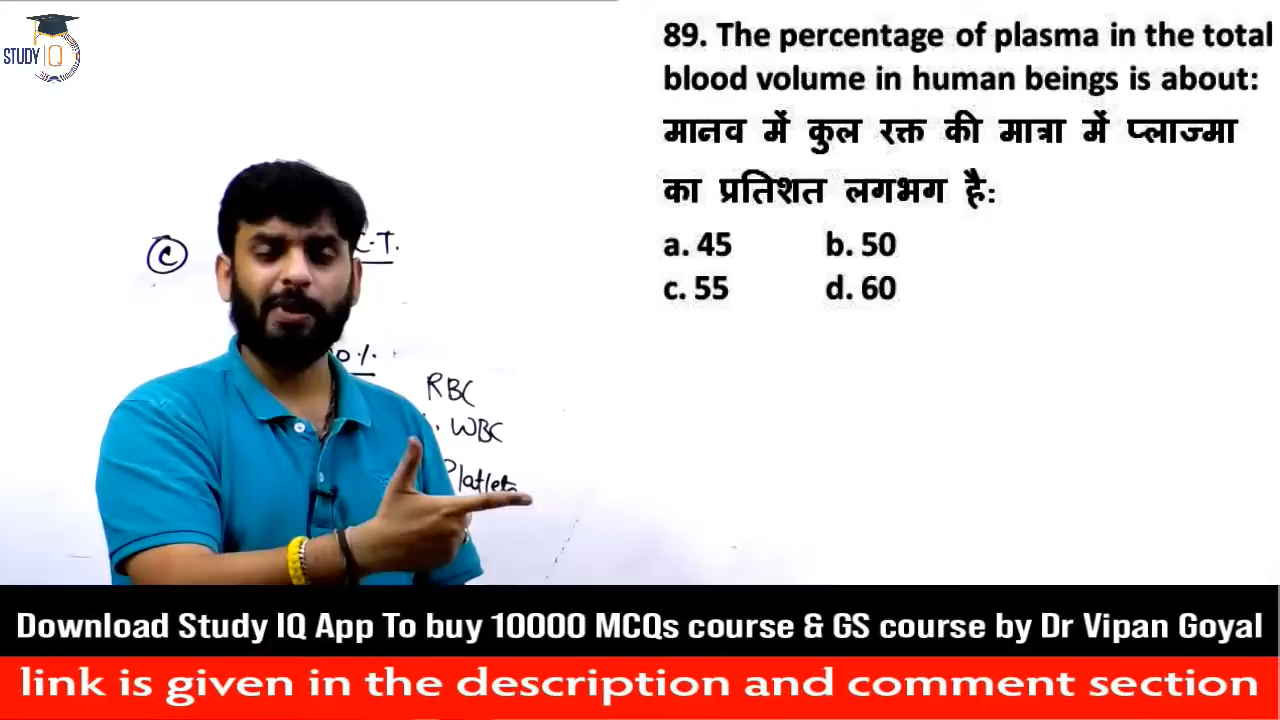 STUDY IQ
89. The percentage of plasma in the total
blood volume in human beings is about:
मानव में कुल रक्त की मात्रा में प्लाज्मा
का प्रतिशत लगभग है:
a. 45 b. 50
c. 55 d. 60
C
C.T.
0%.
RBC
WBC
Platlets
Download Study IQ App To buy 10000 MCQs course & GS course by Dr Vipan Goyal
link is given in the description and comment section